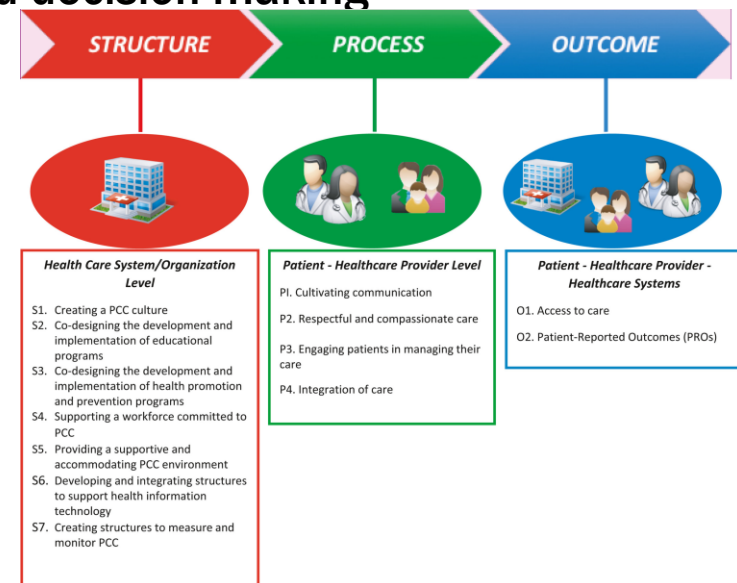 decision making
STRUCTURE
PROCESS
OUTCOME
Health Care System/Organization
Level
S1. Creating a PCC culture
S2. Co-designing the development and
implementation of educational
programs
S3. Co-designing the development and
implementation of health promotion
and prevention programs
S4. Supporting a workforce committed to
PCC
S5. Providing a supportive and
accommodating PCC environment
S6. Developing and integrating structures
to support health information
technology
S7. Creating structures to measure and
monitor PCC
Patient - Healthcare Provider Level
PI. Cultivating communication
P2. Respectful and compassionate care
P3. Engaging patients in managing their
care
P4. Integration of care
Patient - Healthcare Provider -
Healthcare Systems
O1. Access to care
O2. Patient-Reported Outcomes (PROs)